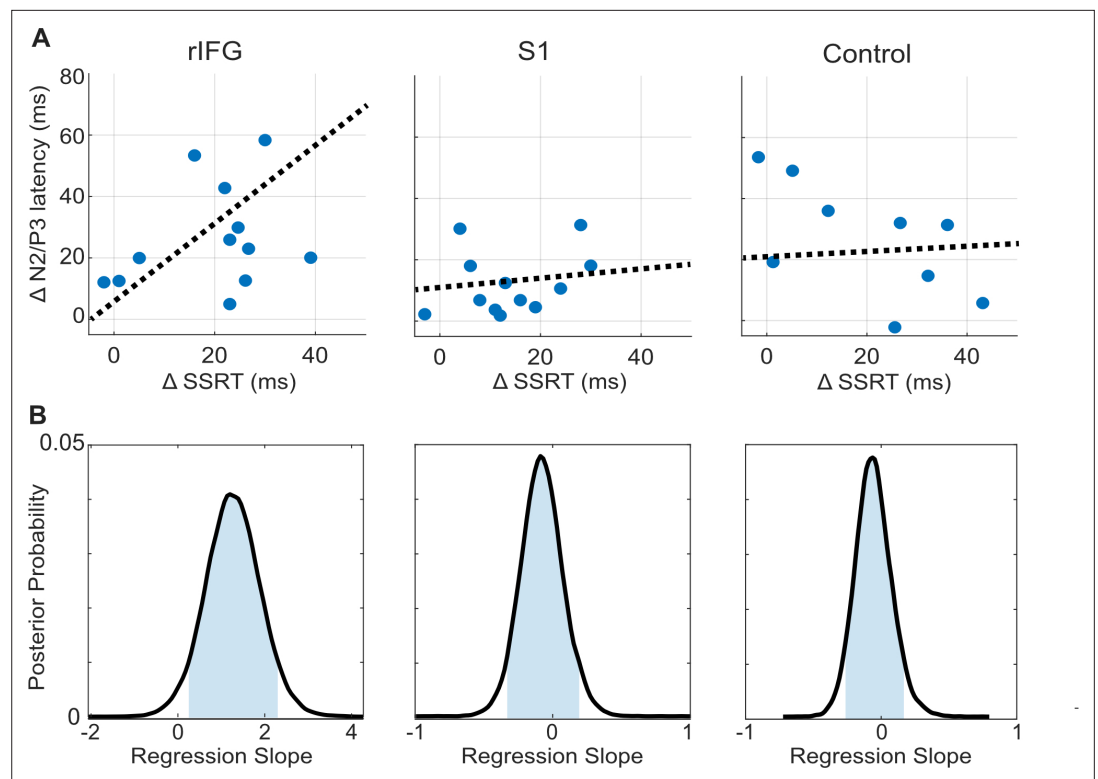 A
rIFG
S1
Control
Δ N2/P3 latency (ms)
80
60
40
20
0
0
20
40
Δ SSRT (ms)
0
20
40
Δ SSRT (ms)
0
20
40
Δ SSRT (ms)
B
Posterior Probability
0.05
0
-2
0
2
4
Regression Slope
-1
0
1
Regression Slope
-1
0
1
Regression Slope
-